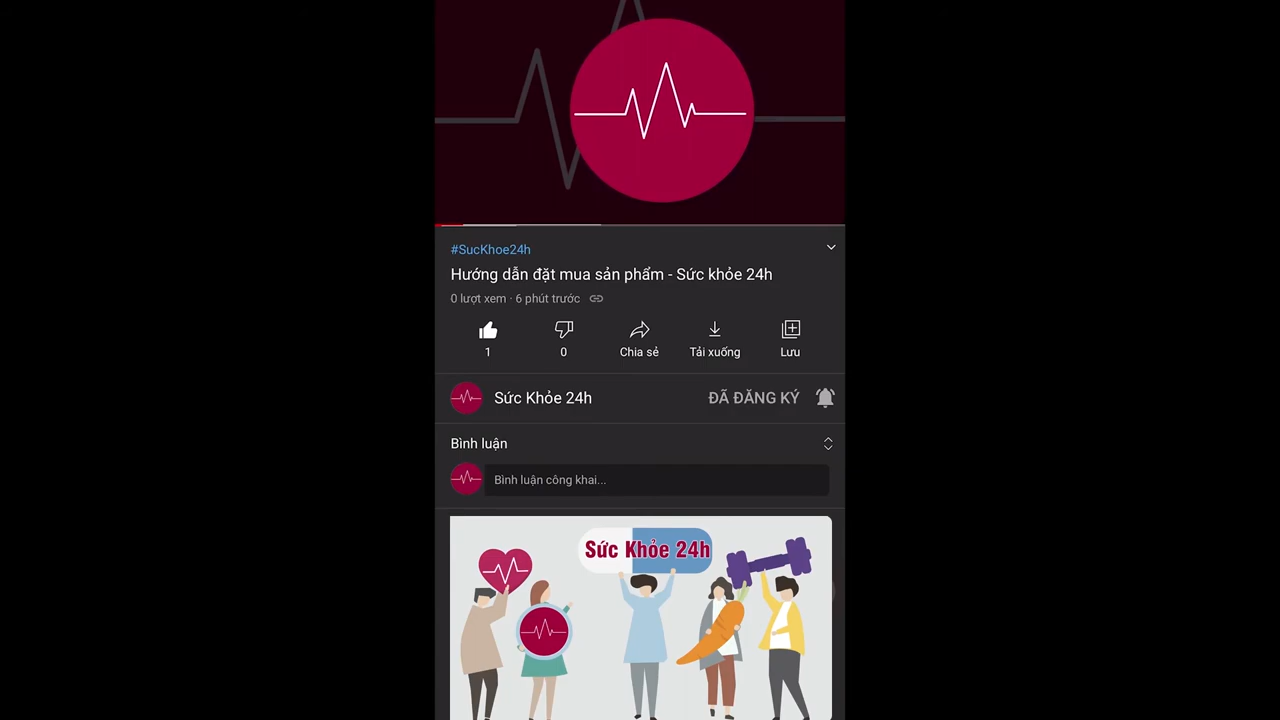 #SucKhoe24h
Hướng dẫn đặt mua sản phẩm - Sức khỏe 24h
0 lượt xem · 6 phút trước
1
0
Chia sẻ
Tải xuống
Lưu
Sức Khỏe 24h
ĐÃ ĐĂNG KÝ
Bình luận
Bình luận công khai...
Sức Khỏe 24h